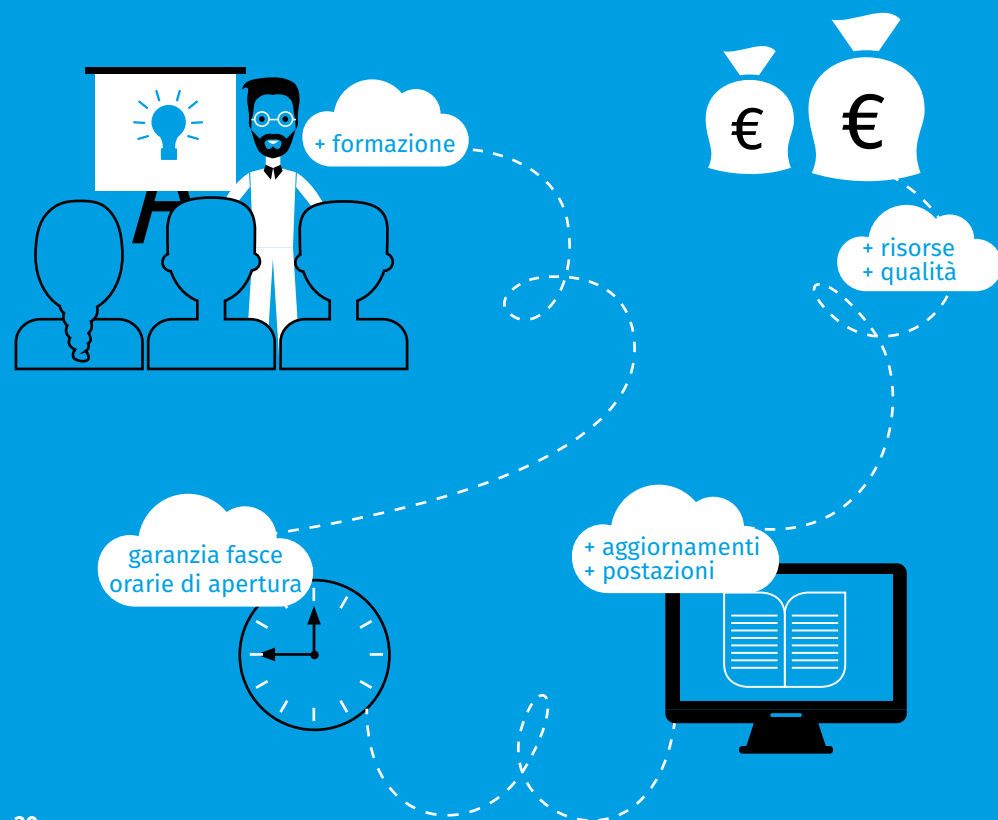 + formazione
€
€
+ risorse
+ qualità
garanzia fasce
orarie di apertura
+ aggiornamenti
+ postazioni